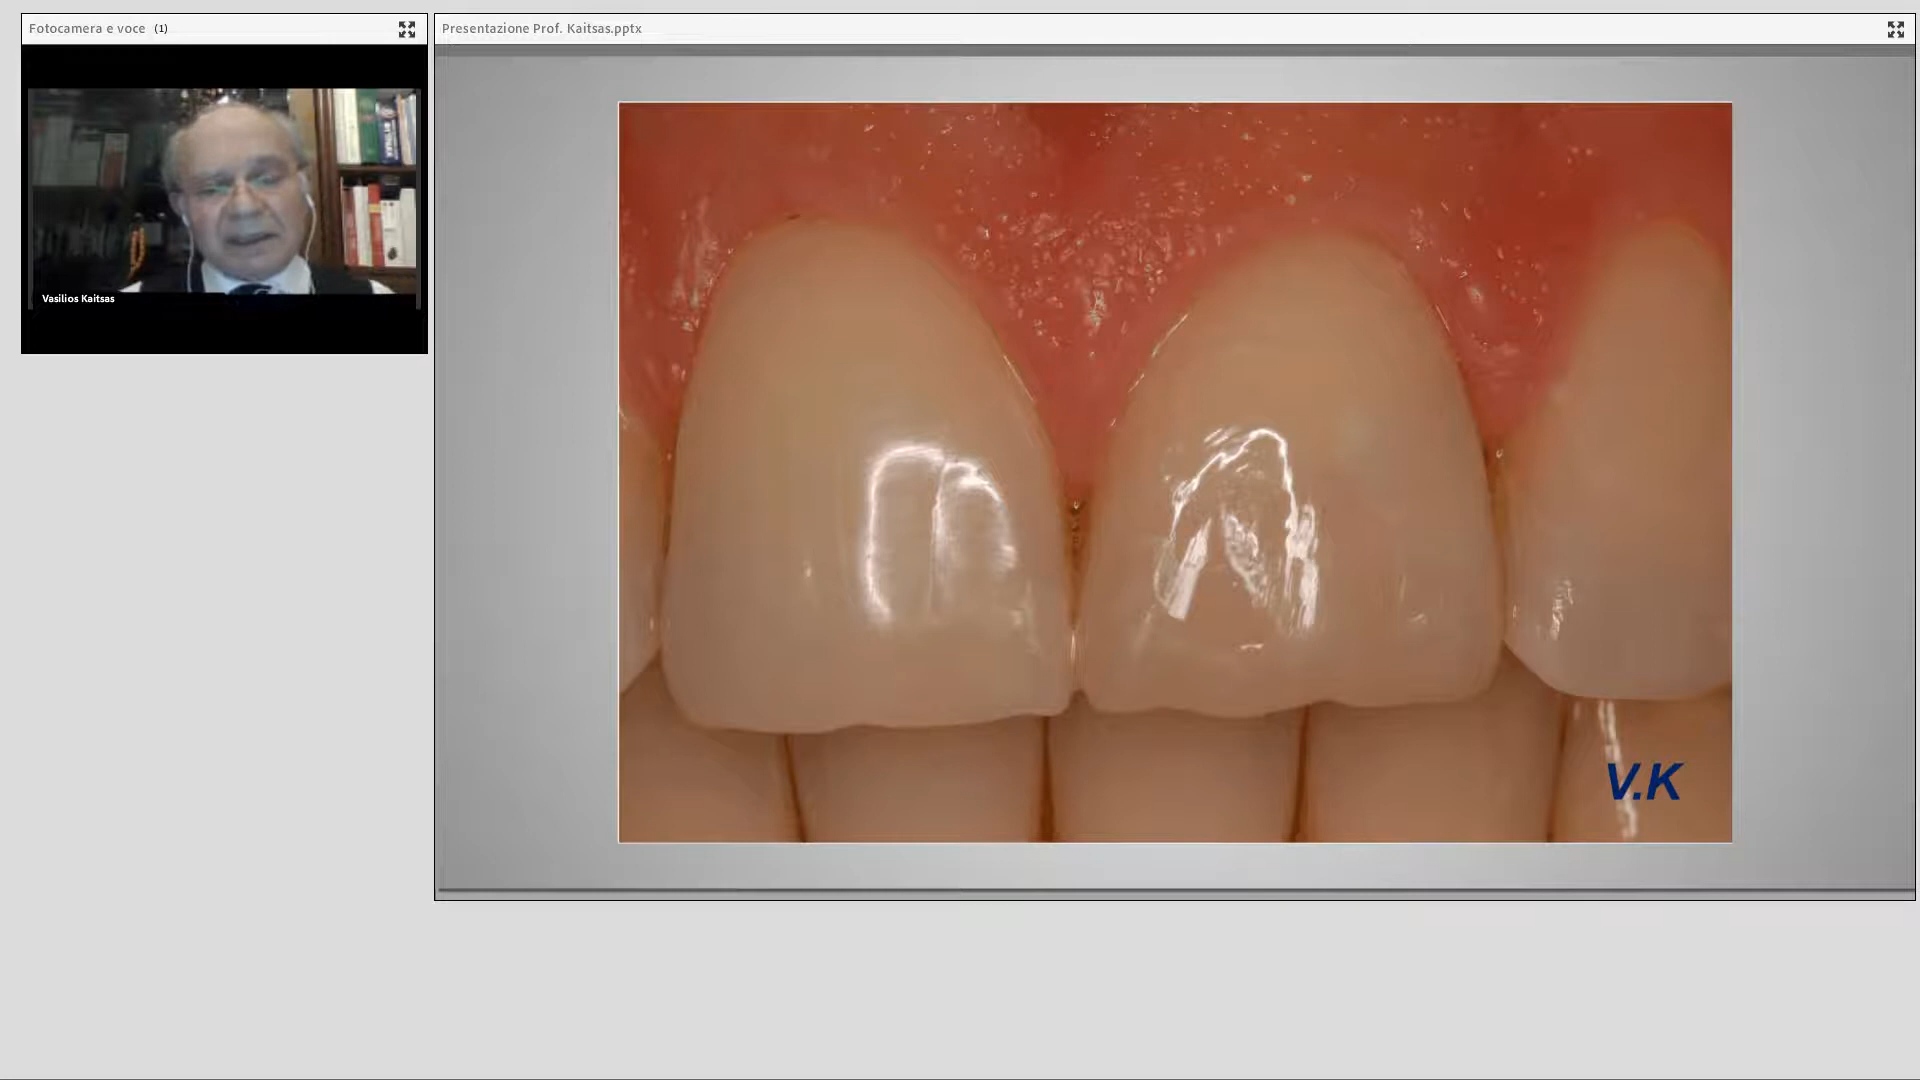 Fotocamera e voce (1)
Vasilios Kaitsas
Presentazione Prof. Kaitsas.pptx
V.K